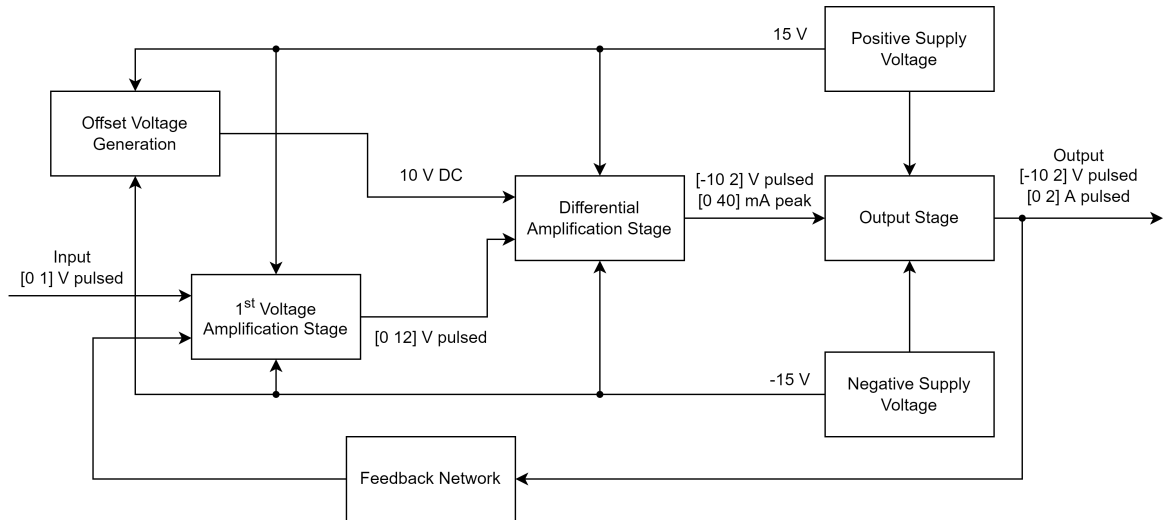 15 V
Positive Supply
Voltage
Offset Voltage
Generation
10 V DC
[-10 2] V pulsed
[0 40] mA peak
Output
[-10 2] V pulsed
[0 2] A pulsed
Differential
Amplification Stage
Output Stage
Input
[0 1] V pulsed
1st Voltage
Amplification Stage
[0 12] V pulsed
-15 V
Negative Supply
Voltage
Feedback Network